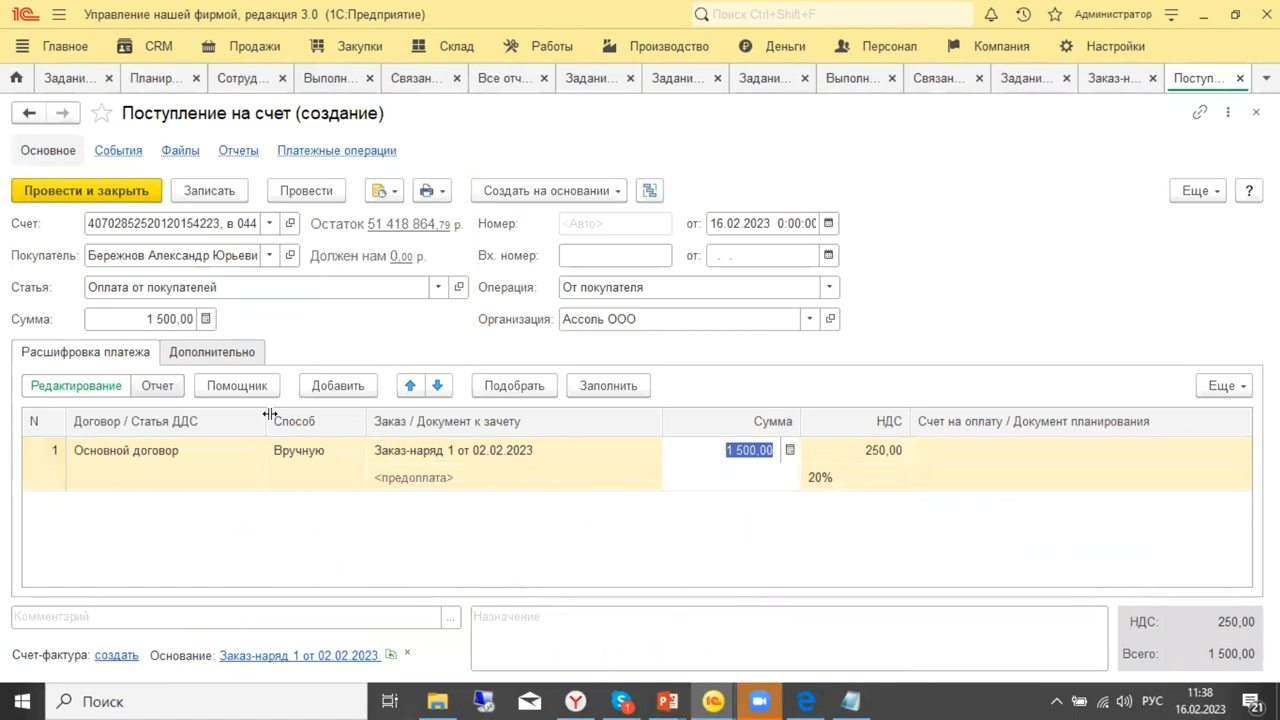 1С Управление нашей фирмой, редакция 3.0 (1С:Предприятие) Поиск Ctrl+Shift+F Администратор
Главное CRM Продажи Закупки Склад Работы Производство Деньги Персонал Компания Настройки
Задани... Планир... Сотруд... Выполн... Связан... Все отч... Задани... Задани... Задани... Выполн... Связан... Задани... Заказ-н... Поступ...
Поступление на счет (создание)
Основное События Файлы Отчеты Платежные операции
Провести и закрыть Записать Провести Создать на основании Еще ?
Счет: 40702852520120154223, в 044 Остаток 51 418 864,79 р. Номер: <Авто> от: 16.02.2023 0:00:00
Покупатель: Бережнов Александр Юрьеви Должен нам 0,00 р. Вх. номер: от: . .
Статья: Оплата от покупателей Операция: От покупателя
Сумма: 1 500,00 Организация: Ассоль ООО
Расшифровка платежа Дополнительно
Редактирование Отчет Помощник Добавить Подобрать Заполнить Еще
N Договор / Статья ДДС Способ Заказ / Документ к зачету Сумма НДС Счет на оплату / Документ планирования
1 Основной договор Вручную Заказ-наряд 1 от 02.02.2023 1 500,00 250,00
<предоплата> 20%
Комментарий ... Назначение НДС: 250,00
Счет-фактура: создать Основание: Заказ-наряд 1 от 02.02.2023 Всего: 1 500,00
Поиск РУС 11:38
16.02.2023 21